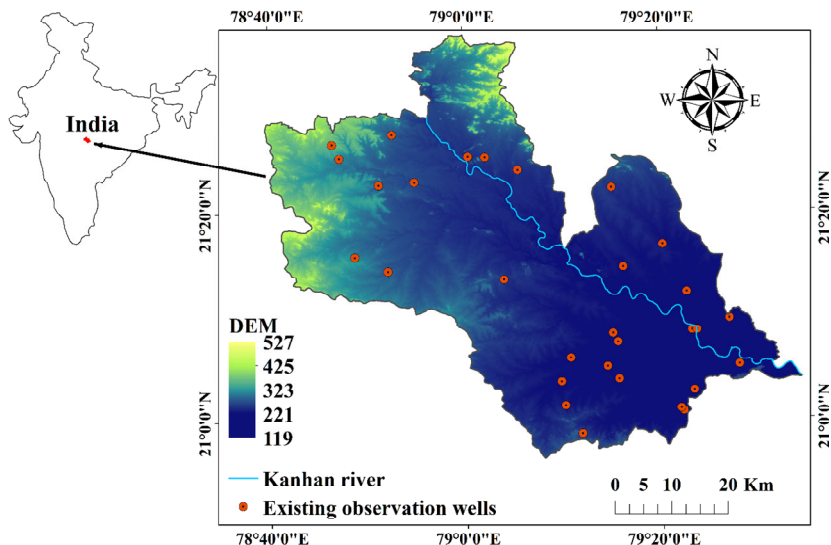 78°40'0"E 79°0'0"E 79°20'0"E
India
N
W E
S
21°20'0"N
21°20'0"N
DEM
527
425
323
221
119
21°0'0"N
21°0'0"N
Kanhan river
Existing observation wells
0 5 10 20 Km
78°40'0"E 79°0'0"E 79°20'0"E